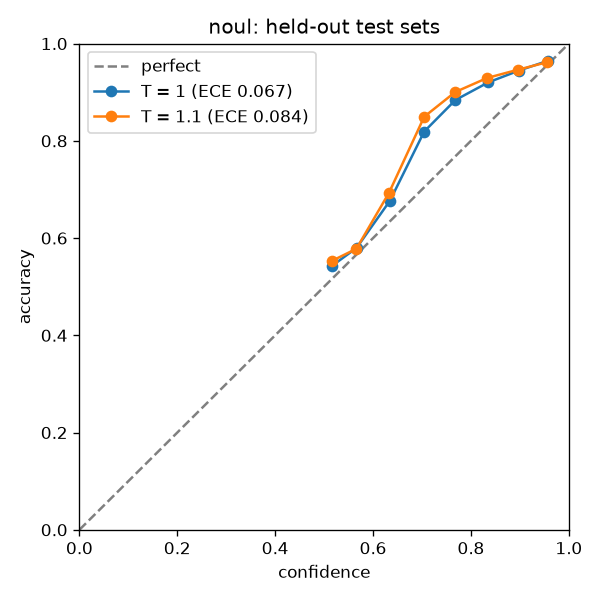 noul: held-out test sets
perfect
T = 1 (ECE 0.067)
T = 1.1 (ECE 0.084)
accuracy
1.0
0.8
0.6
0.4
0.2
0.0
0.0 0.2 0.4 0.6 0.8 1.0
confidence